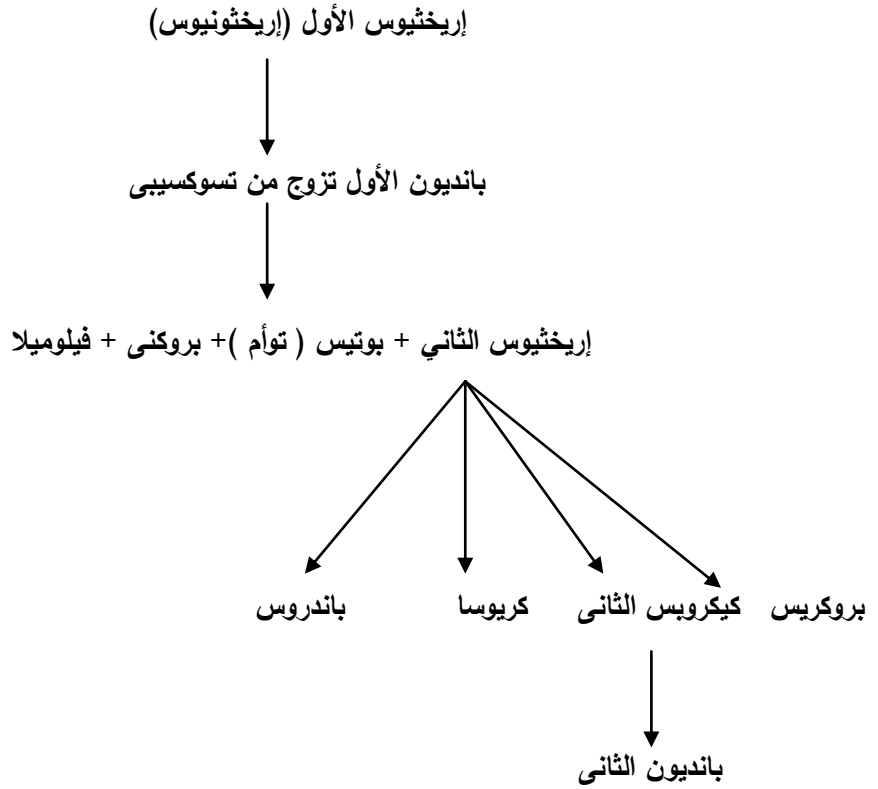 إريخثيوس الأول (إريخثونيوس)
بانديون الأول تزوج من تسوكسيبى
إريخثيوس الثاني + بوتيس ( توأم )+ بروكنى + فيلوميلا
بروكريس كيكروبس الثانى كريوسا باندروس
بانديون الثانى